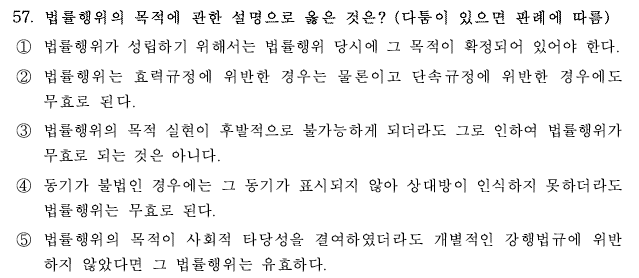 57. 법률행위의 목적에 관한 설명으로 옳은 것은? (다툼이 있으면 판례에 따름)
① 법률행위가 성립하기 위해서는 법률행위 당시에 그 목적이 확정되어 있어야 한다.
② 법률행위는 효력규정에 위반한 경우는 물론이고 단속규정에 위반한 경우에도
무효로 된다.
③ 법률행위의 목적 실현이 후발적으로 불가능하게 되더라도 그로 인하여 법률행위가
무효로 되는 것은 아니다.
④ 동기가 불법인 경우에는 그 동기가 표시되지 않아 상대방이 인식하지 못하더라도
법률행위는 무효로 된다.
⑤ 법률행위의 목적이 사회적 타당성을 결여하였더라도 개별적인 강행법규에 위반
하지 않았다면 그 법률행위는 유효하다.